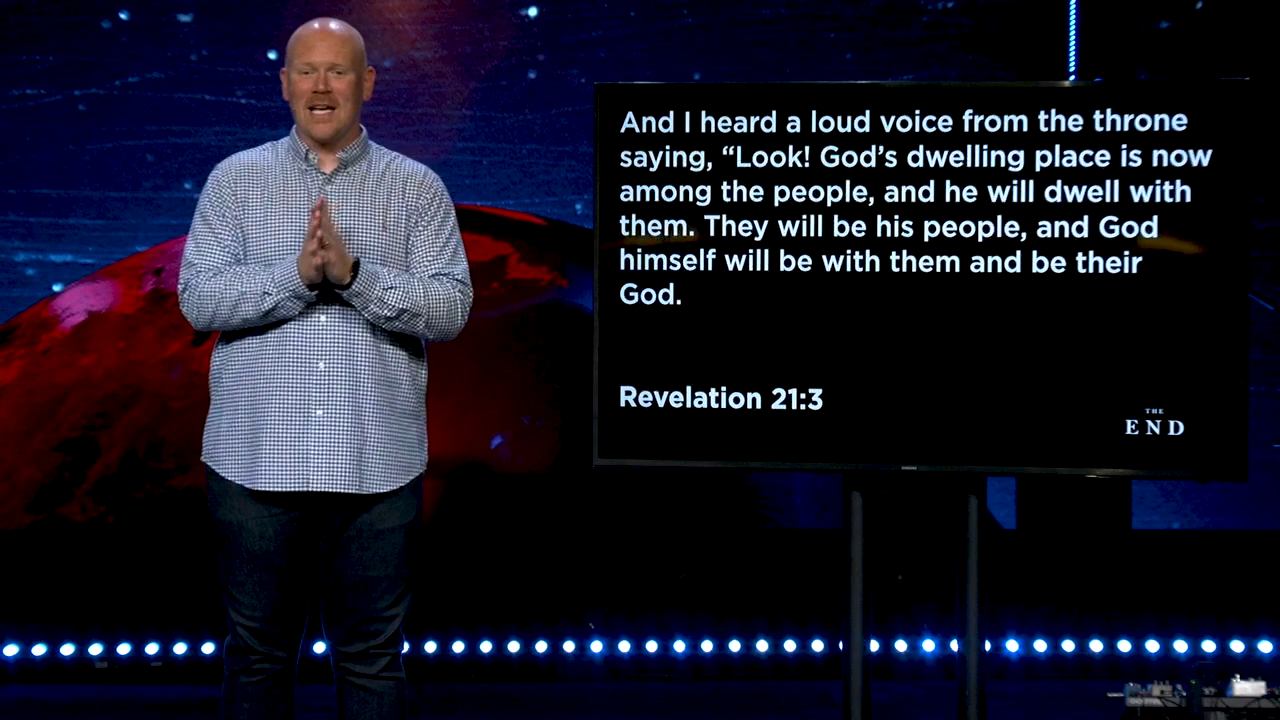 And I heard a loud voice from the throne
saying, “Look! God’s dwelling place is now
among the people, and he will dwell with
them. They will be his people, and God
himself will be with them and be their
God.
Revelation 21:3
THE
END
SAMSUNG